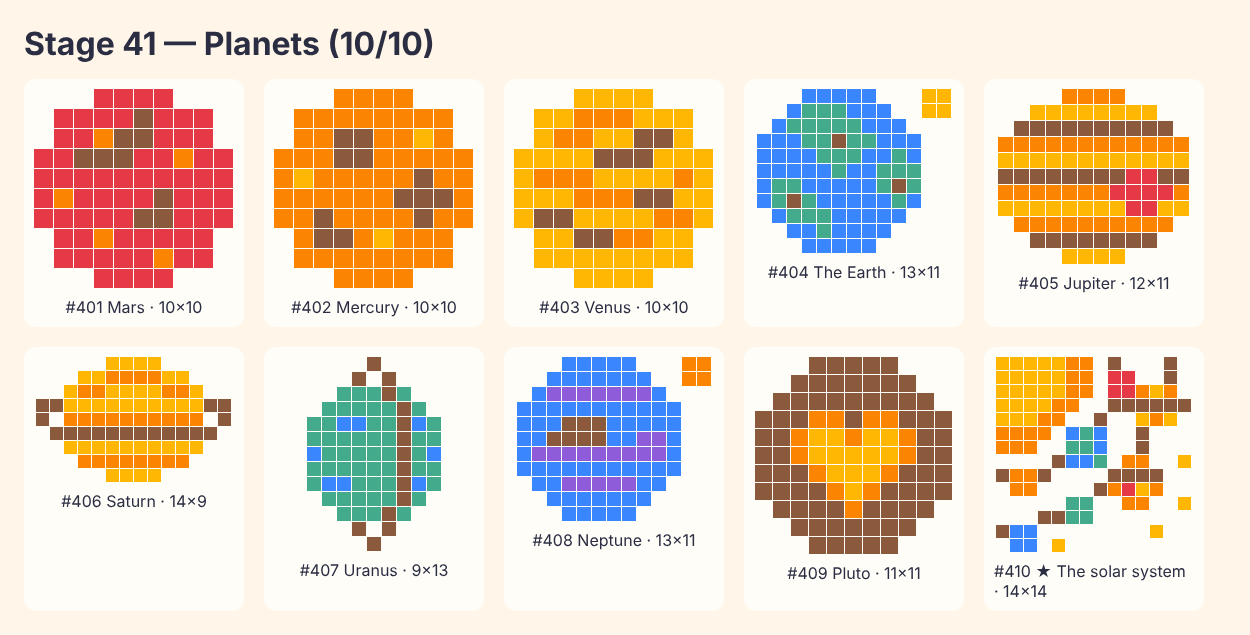 Stage 41 — Planets (10/10)
#401 Mars · 10×10
#402 Mercury · 10×10
#403 Venus · 10×10
#404 The Earth · 13×11
#405 Jupiter · 12×11
#406 Saturn · 14×9
#407 Uranus · 9×13
#408 Neptune · 13×11
#409 Pluto · 11×11
#410 ★ The solar system
· 14×14